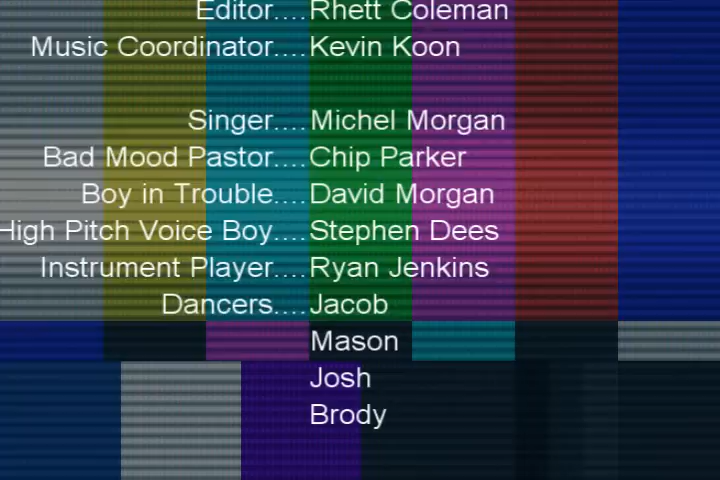 Editor....Rhett Coleman
Music Coordinator....Kevin Koon
Singer....Michel Morgan
Bad Mood Pastor....Chip Parker
Boy in Trouble....David Morgan
High Pitch Voice Boy....Stephen Dees
Instrument Player....Ryan Jenkins
Dancers....Jacob
Mason
Josh
Brody